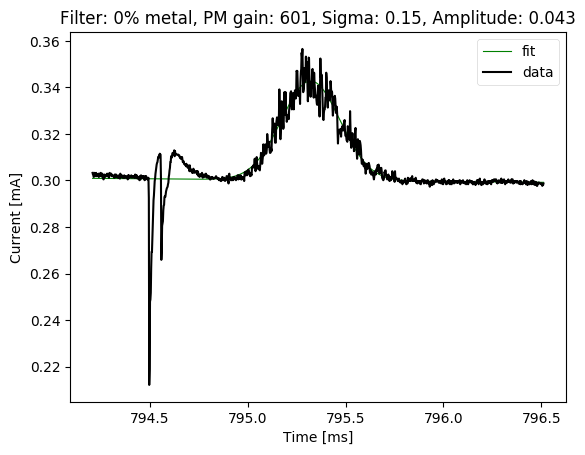 Filter: 0% metal, PM gain: 601, Sigma: 0.15, Amplitude: 0.043
fit
data
0.36
0.34
0.32
0.30
0.28
0.26
0.24
0.22
Current [mA]
794.5 795.0 795.5 796.0 796.5
Time [ms]